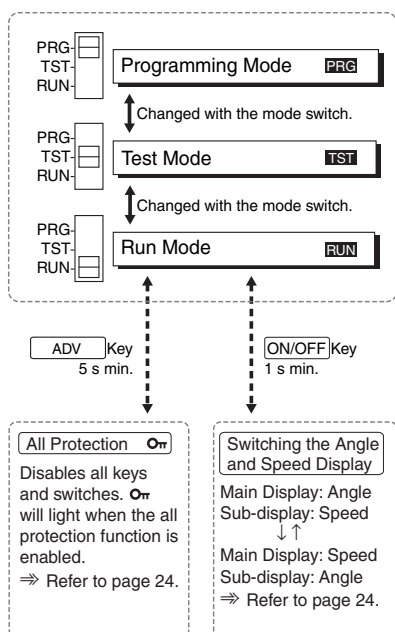 PRG
TST
RUN
Programming Mode PRG
Changed with the mode switch.
PRG
TST
RUN
Test Mode TST
Changed with the mode switch.
PRG
TST
RUN
Run Mode RUN
ADV Key
5 s min.
ON/OFF Key
1 s min.
All Protection
Disables all keys
and switches.
will light when the all
protection function is
enabled.
⇒ Refer to page 24.
Switching the Angle
and Speed Display
Main Display: Angle
Sub-display: Speed
↓↑
Main Display: Speed
Sub-display: Angle
⇒ Refer to page 24.